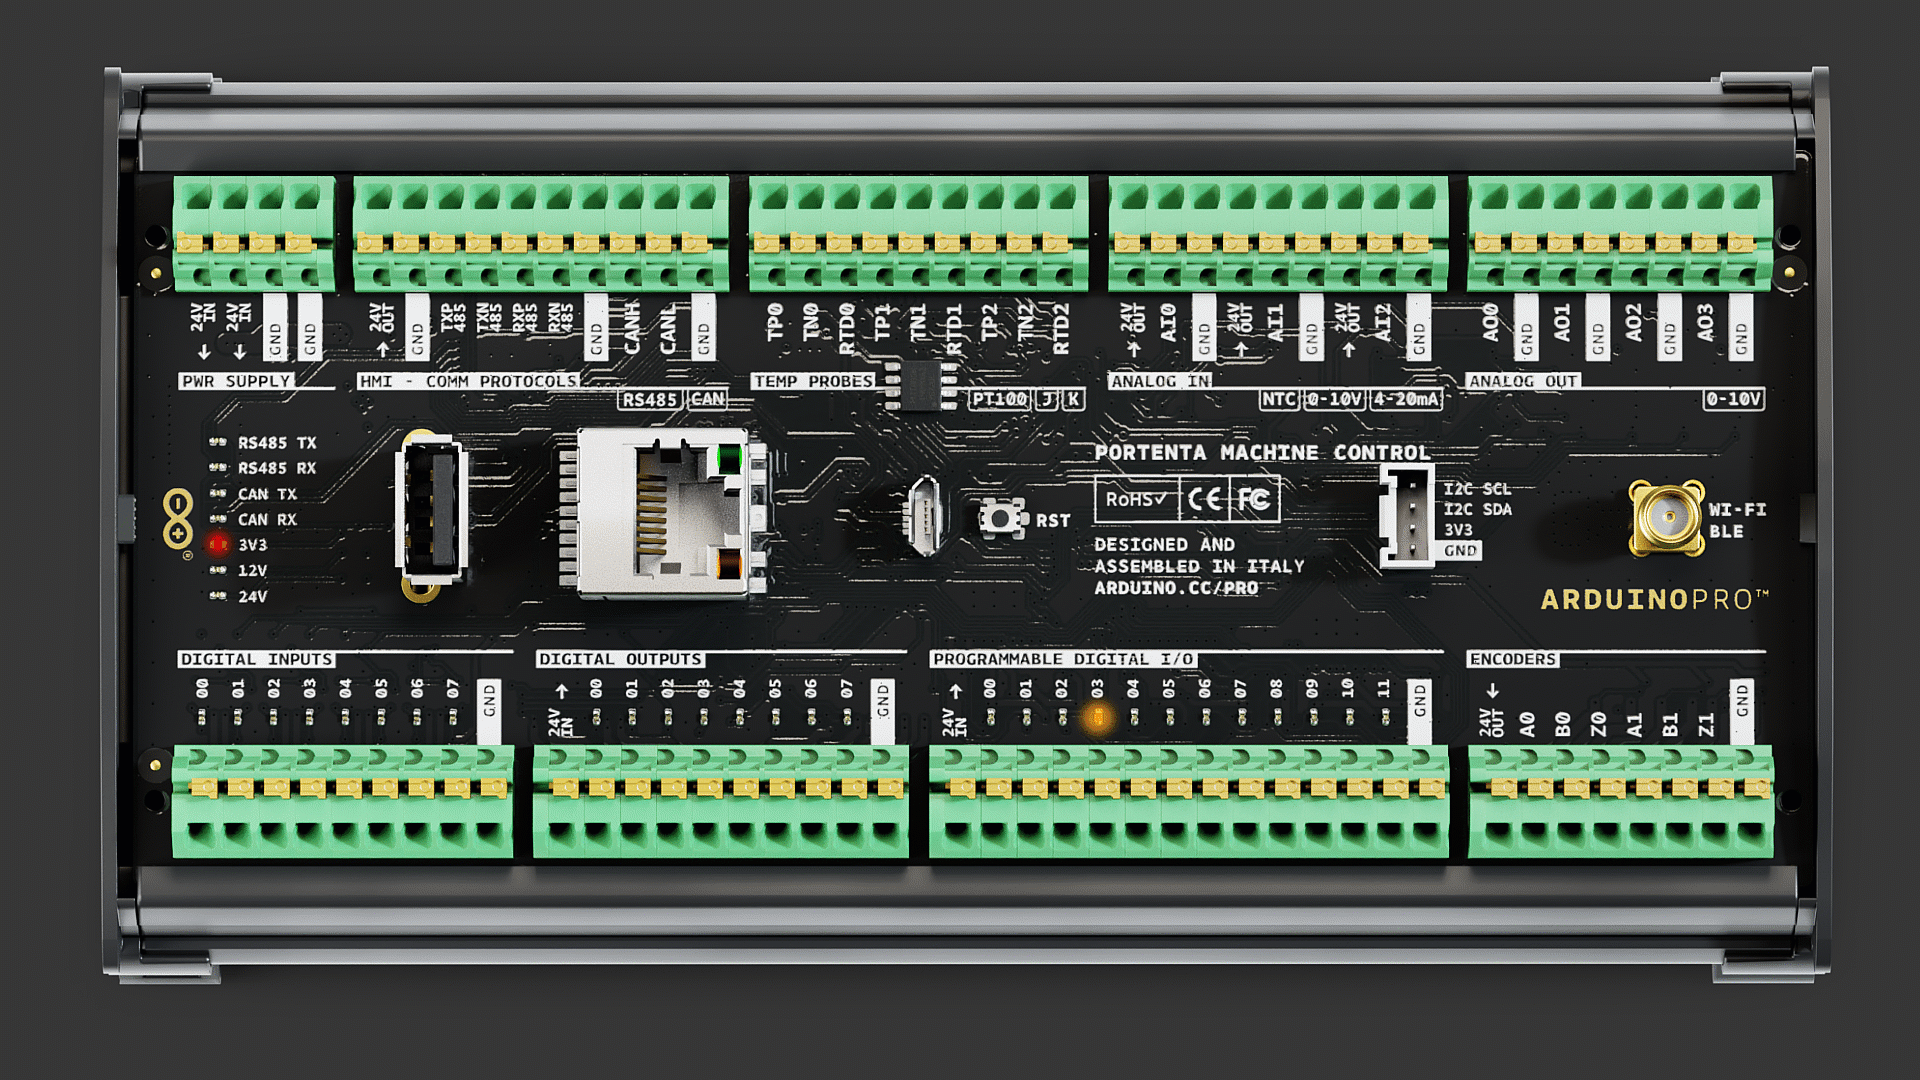 24V IN
24V IN
GND
GND
24V OUT
GND
TXP 485
TXN 485
RXP 485
RXN 485
GND
CANH
CANL
GND
TP0
TN0
RTD0
TP1
TN1
RTD1
TP2
TN2
RTD2
24V OUT
AI0
GND
24V OUT
AI1
GND
24V OUT
AI2
GND
AO0
GND
AO1
GND
AO2
GND
AO3
GND
PWR SUPPLY
HMI - COMM PROTOCOLS
RS485 CAN
TEMP PROBES
PT100 J K
ANALOG IN
NTC 0-10V 4-20mA
ANALOG OUT
0-10V
RS485 TX
RS485 RX
CAN TX
CAN RX
3V3
12V
24V
RST
PORTENTA MACHINE CONTROL
RoHS✓ CE FC
DESIGNED AND
ASSEMBLED IN ITALY
ARDUINO.CC/PRO
I2C SCL
I2C SDA
3V3
GND
WI-FI
BLE
ARDUINOPRO™
DIGITAL INPUTS
00 01 02 03 04 05 06 07 GND
DIGITAL OUTPUTS
24V IN 00 01 02 03 04 05 06 07 GND
PROGRAMMABLE DIGITAL I/O
24V IN 00 01 02 03 04 05 06 07 08 09 10 11 GND
ENCODERS
24V OUT A0 B0 Z0 A1 B1 Z1 GND